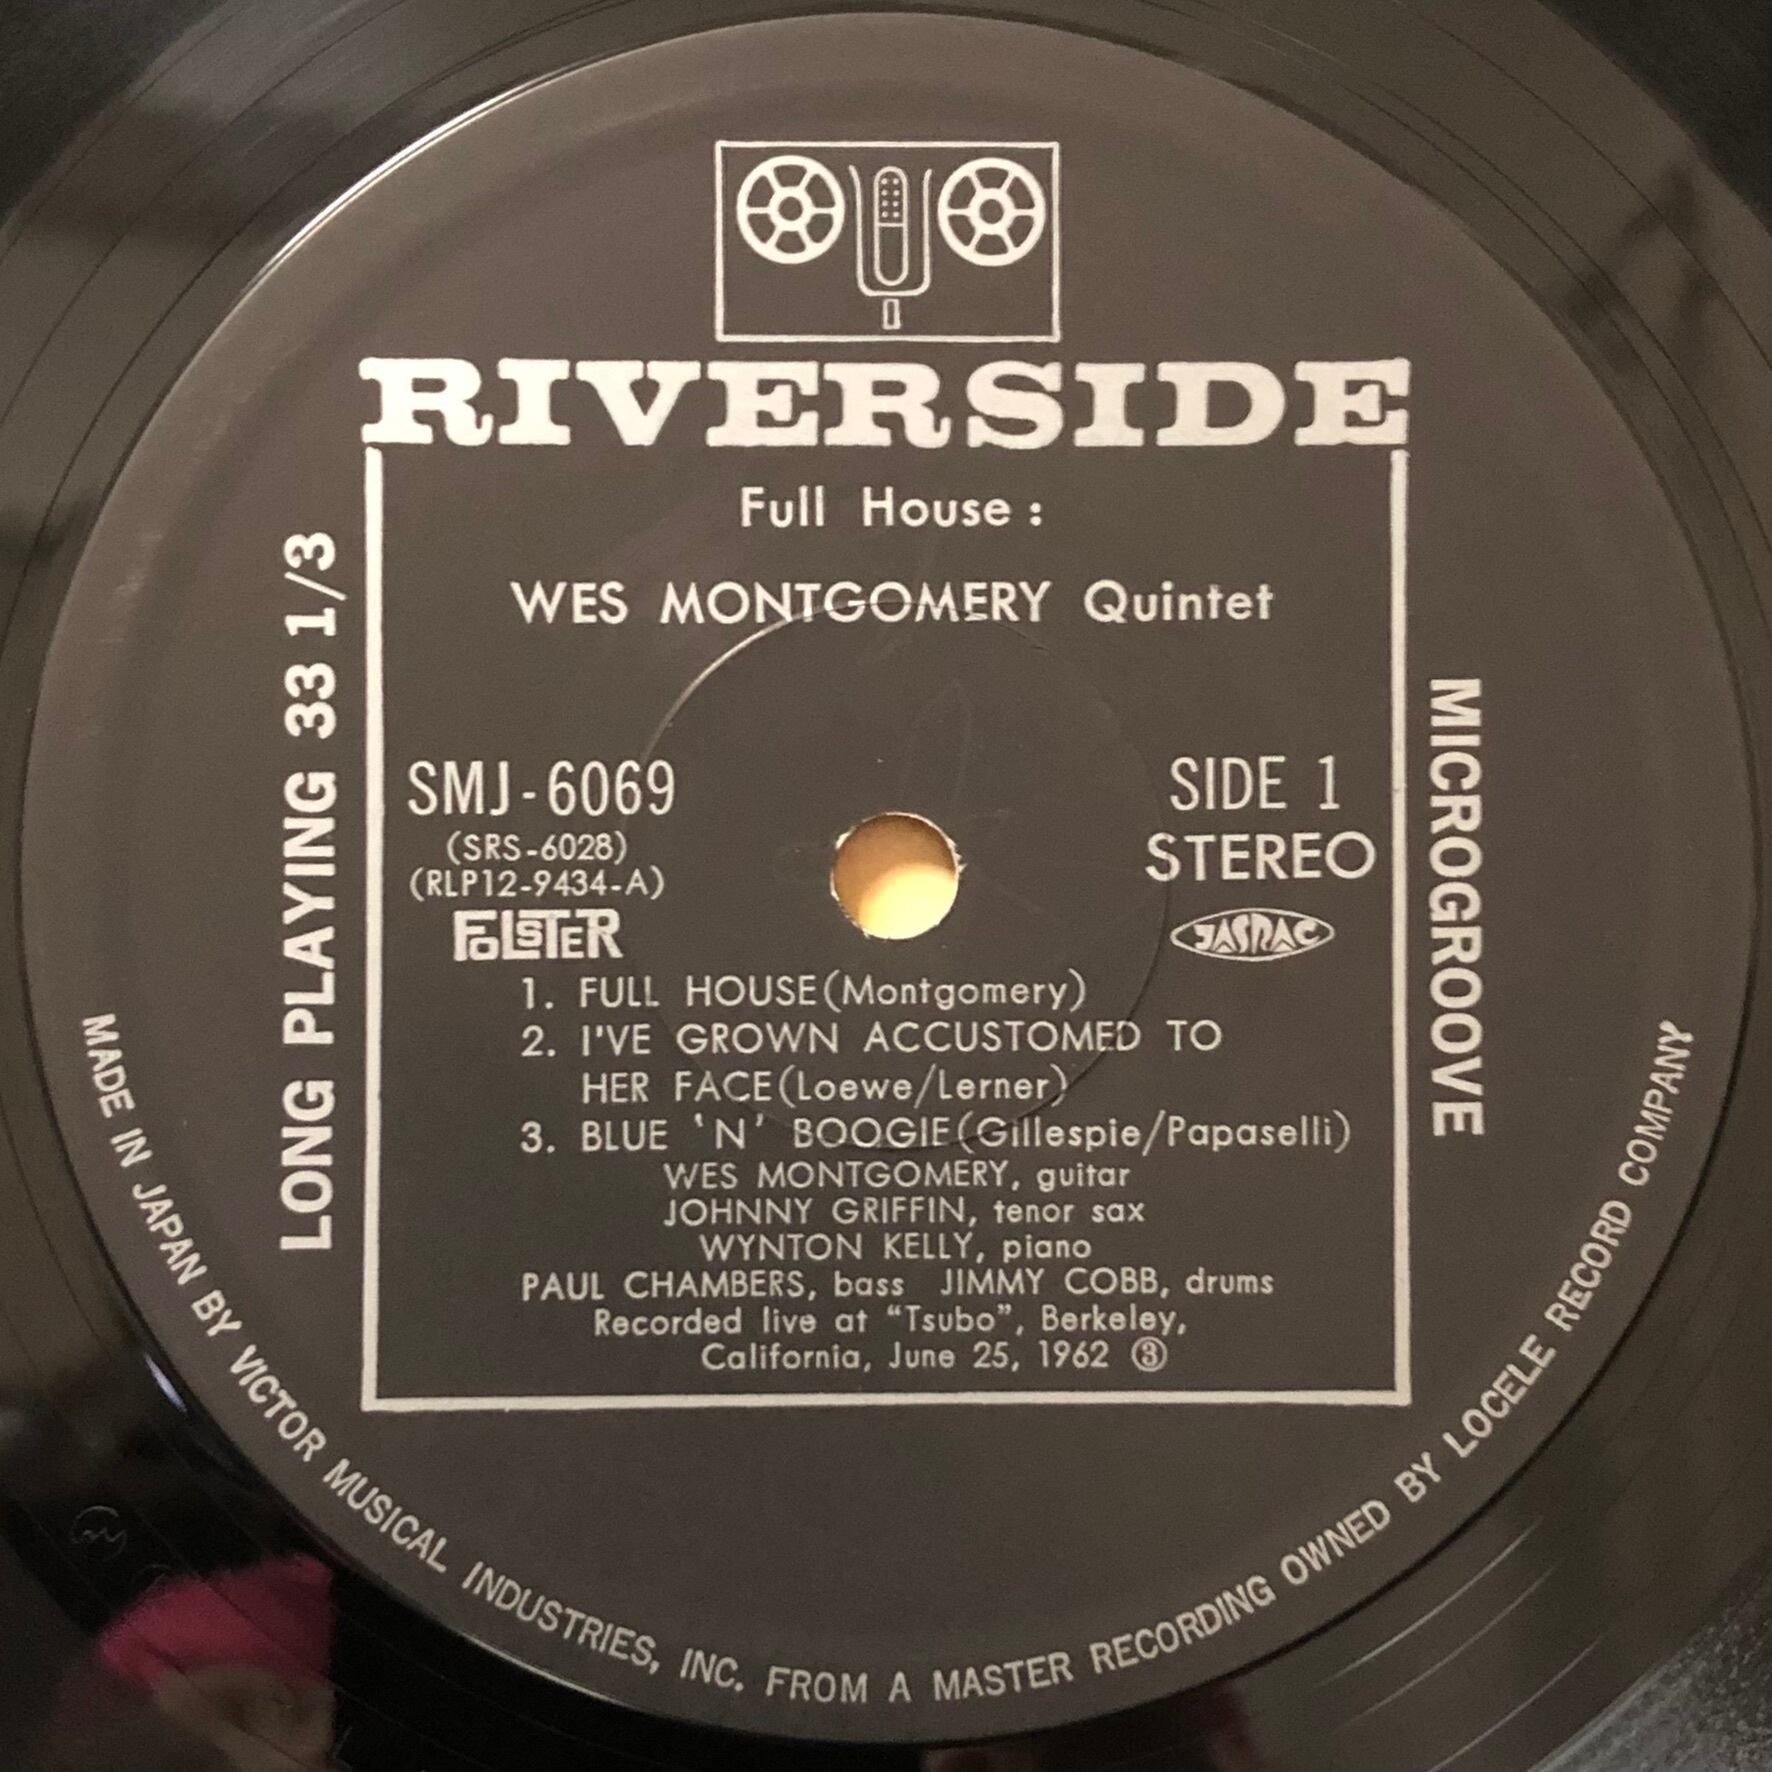 RIVERSIDE
Full House :
WES MONTGOMERY Quintet
LONG PLAYING 33 1/3
MICROGROOVE
SMJ-6069
(SRS-6028)
(RLP12-9434-A)
FOLSTER
SIDE 1
STEREO
JASRAC
1. FULL HOUSE(Montgomery)
2. I'VE GROWN ACCUSTOMED TO
HER FACE(Loewe/Lerner)
3. BLUE 'N' BOOGIE(Gillespie/Papaselli)
WES MONTGOMERY, guitar
JOHNNY GRIFFIN, tenor sax
WYNTON KELLY, piano
PAUL CHAMBERS, bass JIMMY COBB, drums
Recorded live at “Tsubo”, Berkeley,
California, June 25, 1962 ③
MADE IN JAPAN BY VICTOR MUSICAL INDUSTRIES, INC. FROM A MASTER RECORDING OWNED BY LOCELE RECORD COMPANY